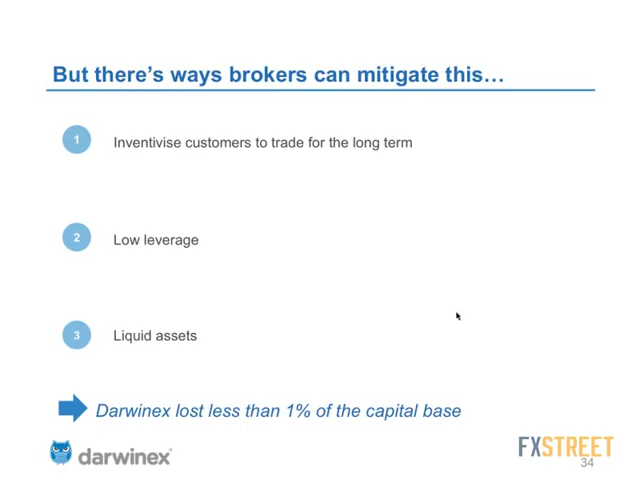 But there's ways brokers can mitigate this…
1
Inventivise customers to trade for the long term
2
Low leverage
3
Liquid assets
Darwinex lost less than 1% of the capital base
darwinex®
FXSTREET
34